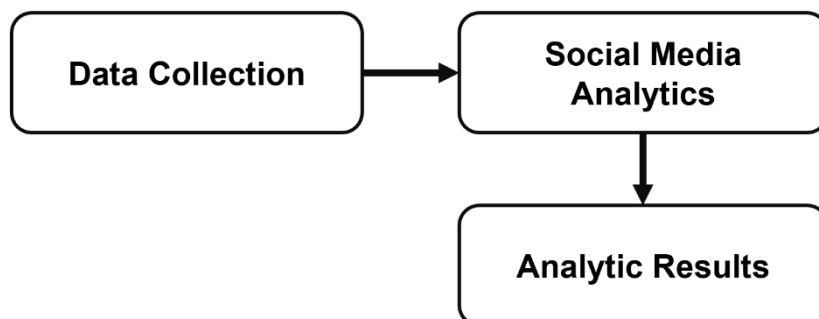 Data Collection
Social Media
Analytics
Analytic Results